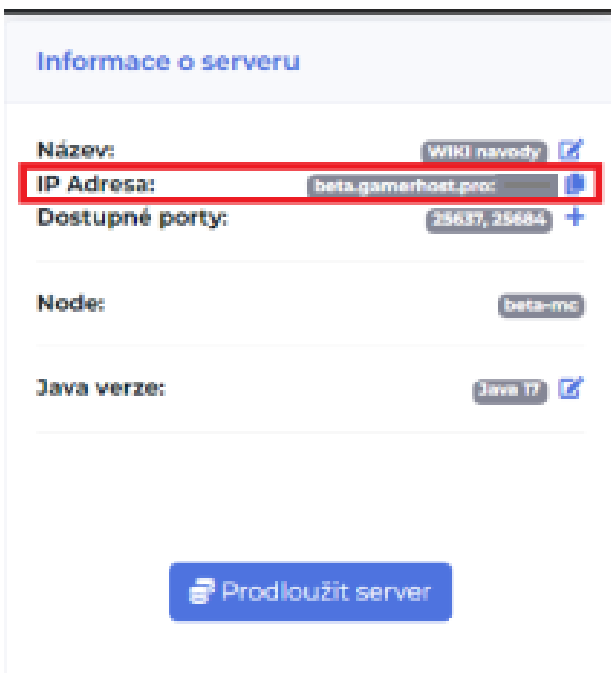 Informace o serveru
Název: WIKI navody
IP Adresa: beta.gamerhost.pro:
Dostupné porty: 25637, 25684
Node: beta-mc
Java verze: Java 17
Prodloužit server